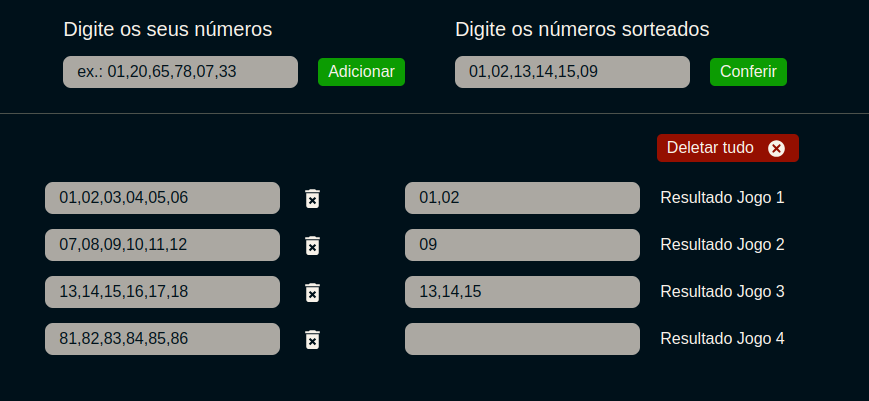 Digite os seus números
Digite os números sorteados
ex.: 01,20,65,78,07,33 Adicionar
01,02,13,14,15,09 Conferir
Deletar tudo
01,02,03,04,05,06 01,02 Resultado Jogo 1
07,08,09,10,11,12 09 Resultado Jogo 2
13,14,15,16,17,18 13,14,15 Resultado Jogo 3
81,82,83,84,85,86 Resultado Jogo 4